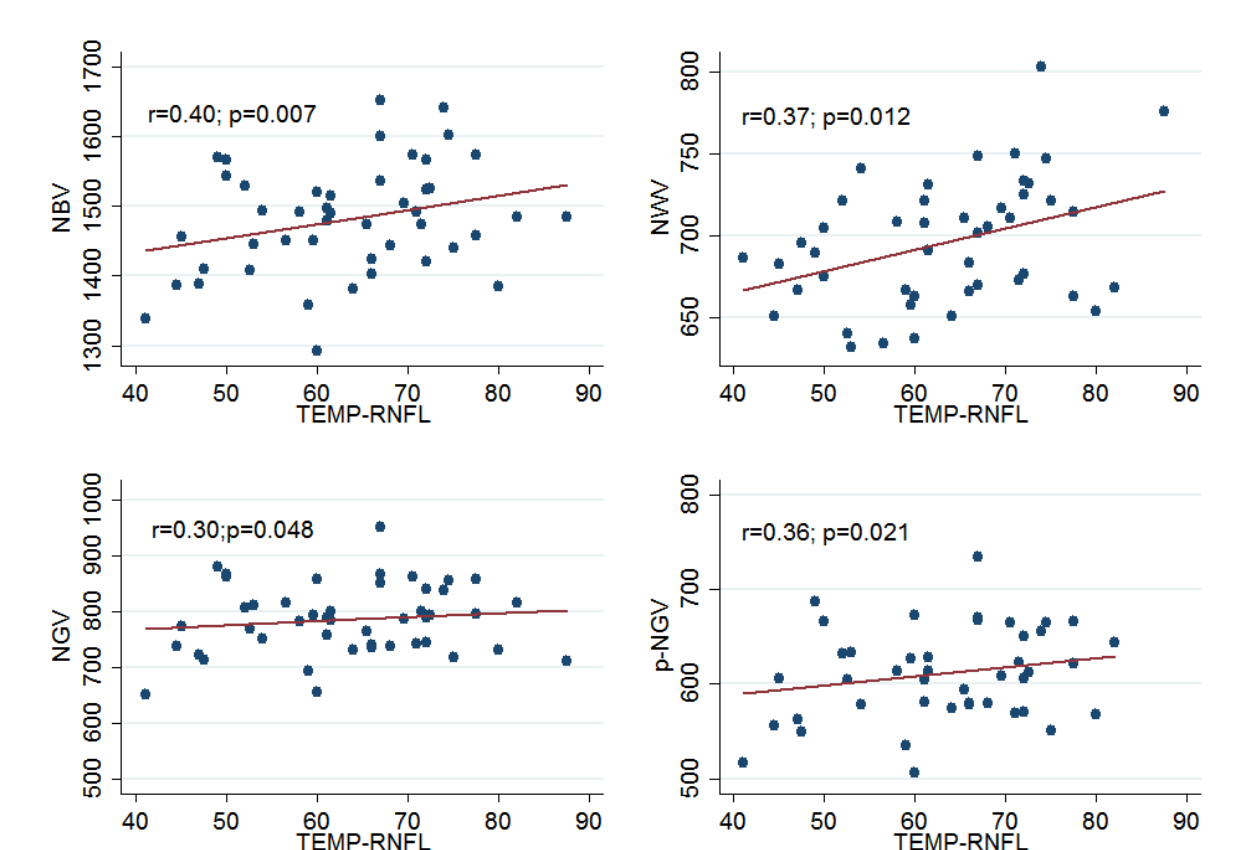 1700
1600
1500
1400
1300
NBV
r=0.40; p=0.007
40 50 60 70 80 90
TEMP-RNFL
800
750
700
650
NWV
r=0.37; p=0.012
40 50 60 70 80 90
TEMP-RNFL
1000
900
800
700
600
500
NGV
r=0.30;p=0.048
40 50 60 70 80 90
TEMP-RNFL
800
700
600
500
p-NGV
r=0.36; p=0.021
40 50 60 70 80 90
TEMP-RNFL